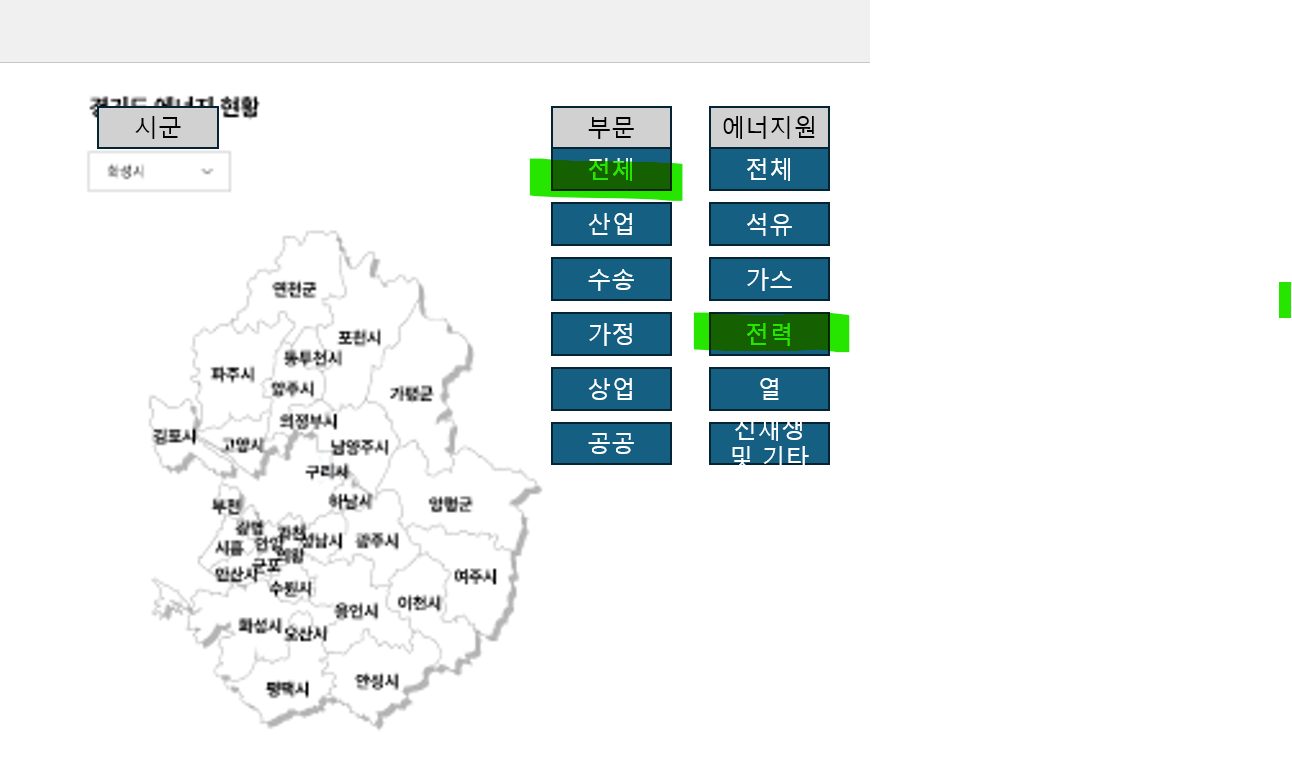 경기도 에너지 현황
시군
화성시
부문
전체
산업
수송
가정
상업
공공
에너지원
전체
석유
가스
전력
열
신재생
및 기타
연천군
포천시
동두천시
파주시
양주시
가평군
의정부시
김포시
고양시
남양주시
구리시
하남시
양평군
부천
광명
과천
시흥
안양
성남시
광주시
의왕
군포
안산시
여주시
수원시
이천시
용인시
화성시
오산시
안성시
평택시